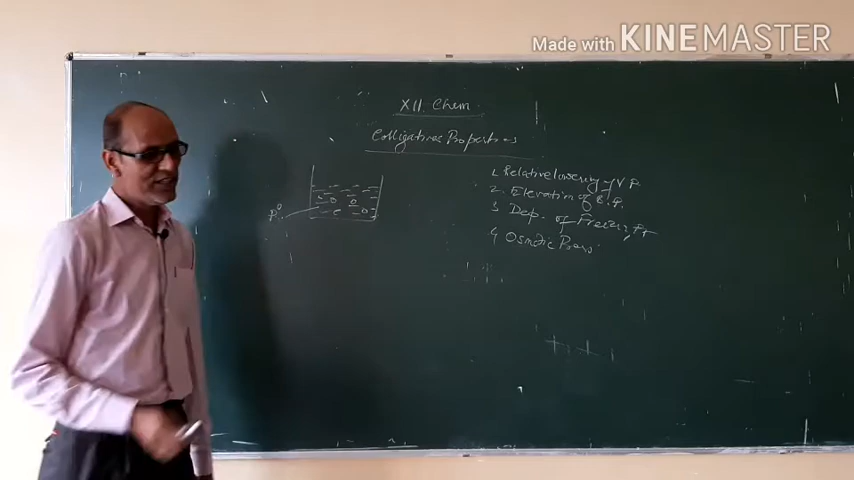 Made with KINEMASTER
XII Chem
Colligative Properties
1. Relative lowering of V.P.
2. Elevation of B.P.
3 Dep. of Freezing Pt
4 Osmotic Press
P°